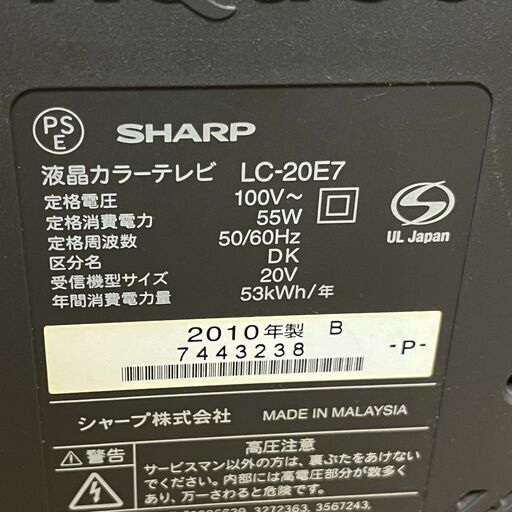 PS
E
SHARP
液晶カラーテレビ LC-20E7
定格電圧 100V～
定格消費電力 55W
定格周波数 50/60Hz
区分名 DK
受信機型サイズ 20V
年間消費電力量 53kWh/年
S
UL Japan
2010年製 B
7443238
-P-
シャープ株式会社 MADE IN MALAYSIA
警告
高圧注意
サービスマン以外の方は、裏ぶたをあけない
ください。内部には高電圧部分が数多く
あり、万一さわると危険です。
3272363, 3567243,